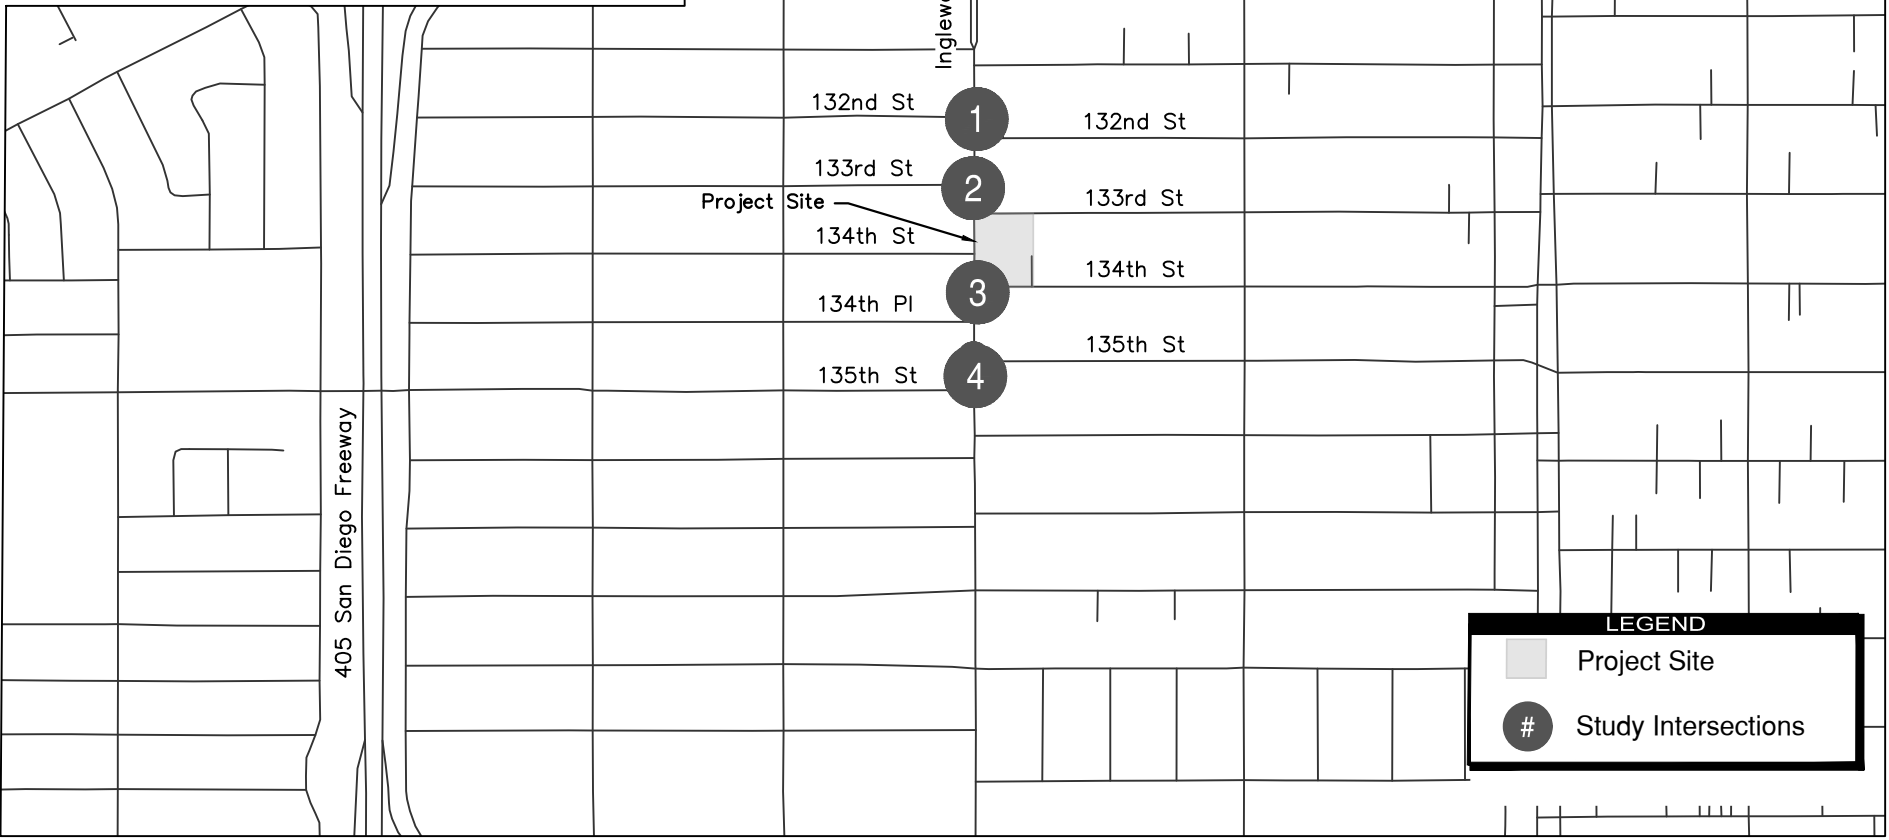 Inglew
132nd St
1
132nd St
133rd St
2
133rd St
Project Site
134th St
134th St
3
134th Pl
135th St
135th St
4
405 San Diego Freeway
LEGEND
Project Site
# Study Intersections